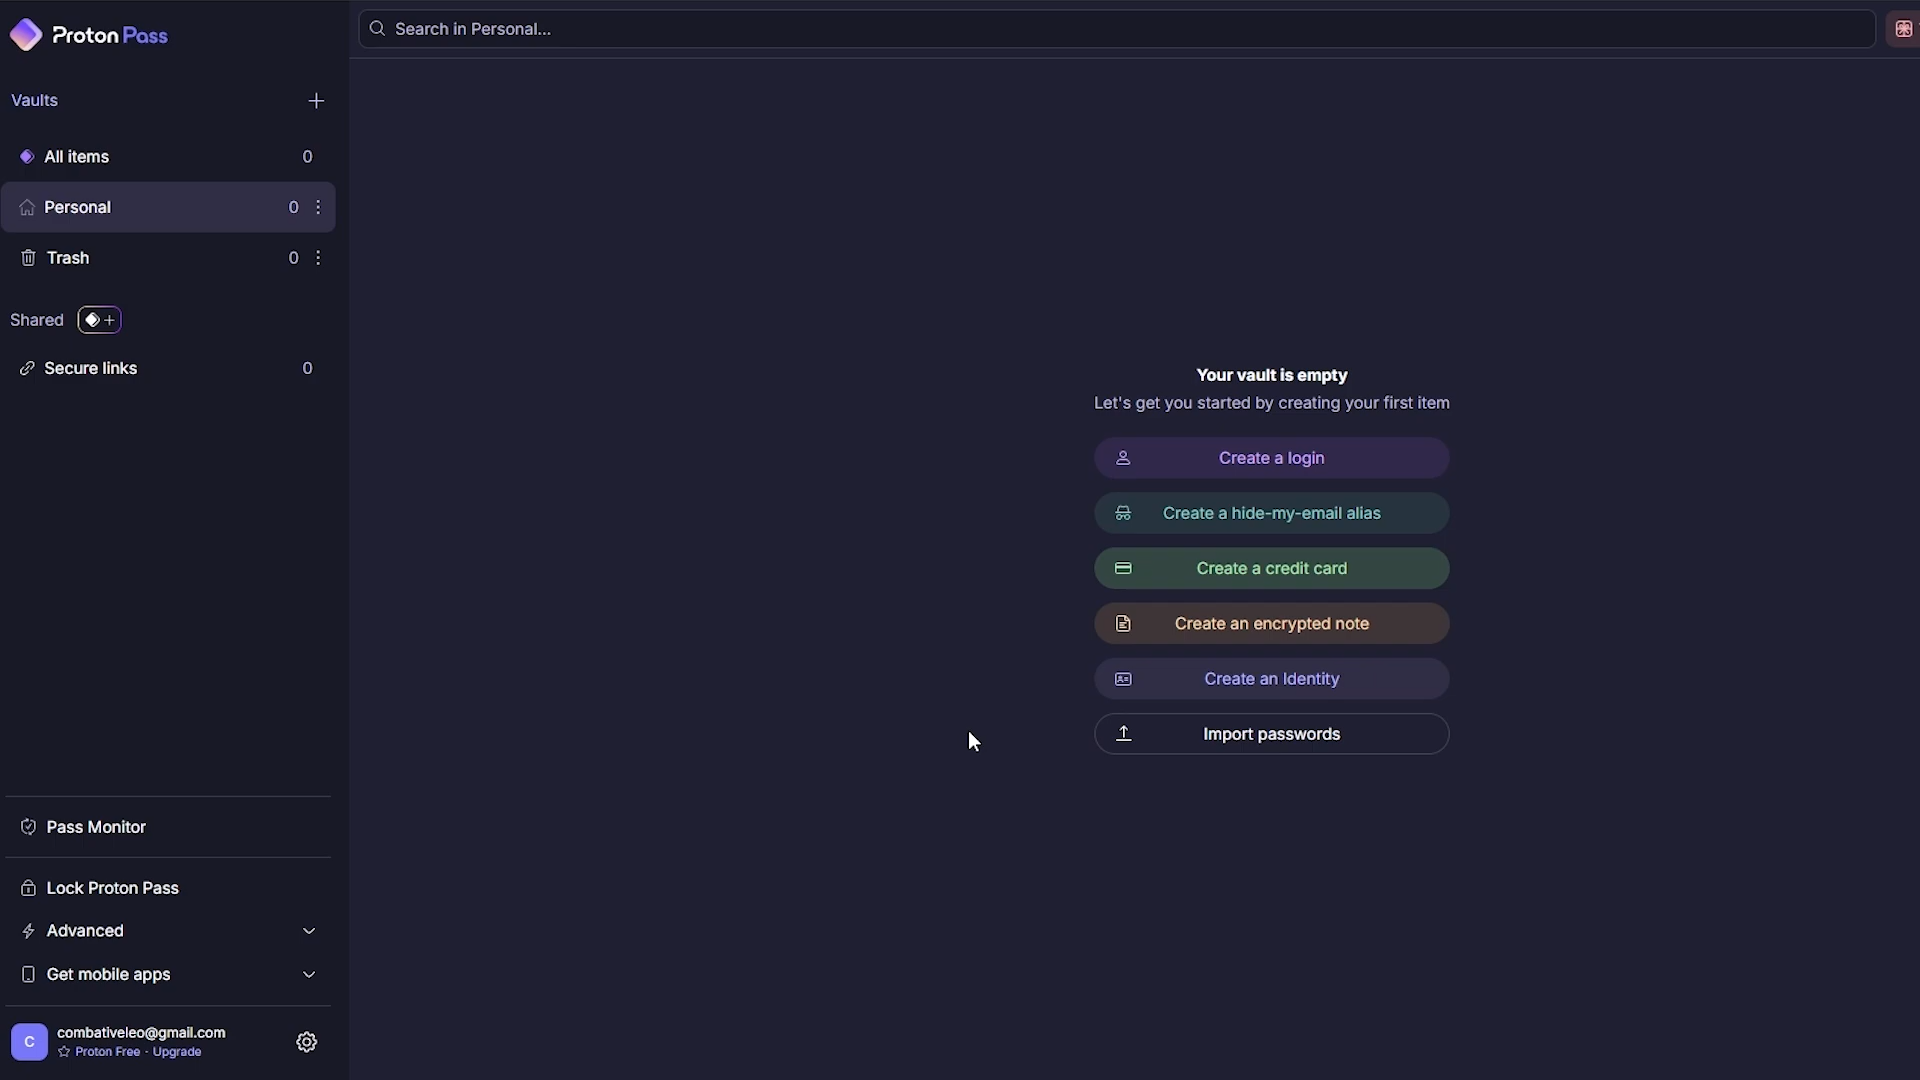 Proton Pass
Search in Personal...
Vaults
All items 0
Personal 0
Trash 0
Shared
Secure links 0
Your vault is empty
Let's get you started by creating your first item
Create a login
Create a hide-my-email alias
Create a credit card
Create an encrypted note
Create an Identity
Import passwords
Pass Monitor
Lock Proton Pass
Advanced
Get mobile apps
C
combativeleo@gmail.com
Proton Free · Upgrade